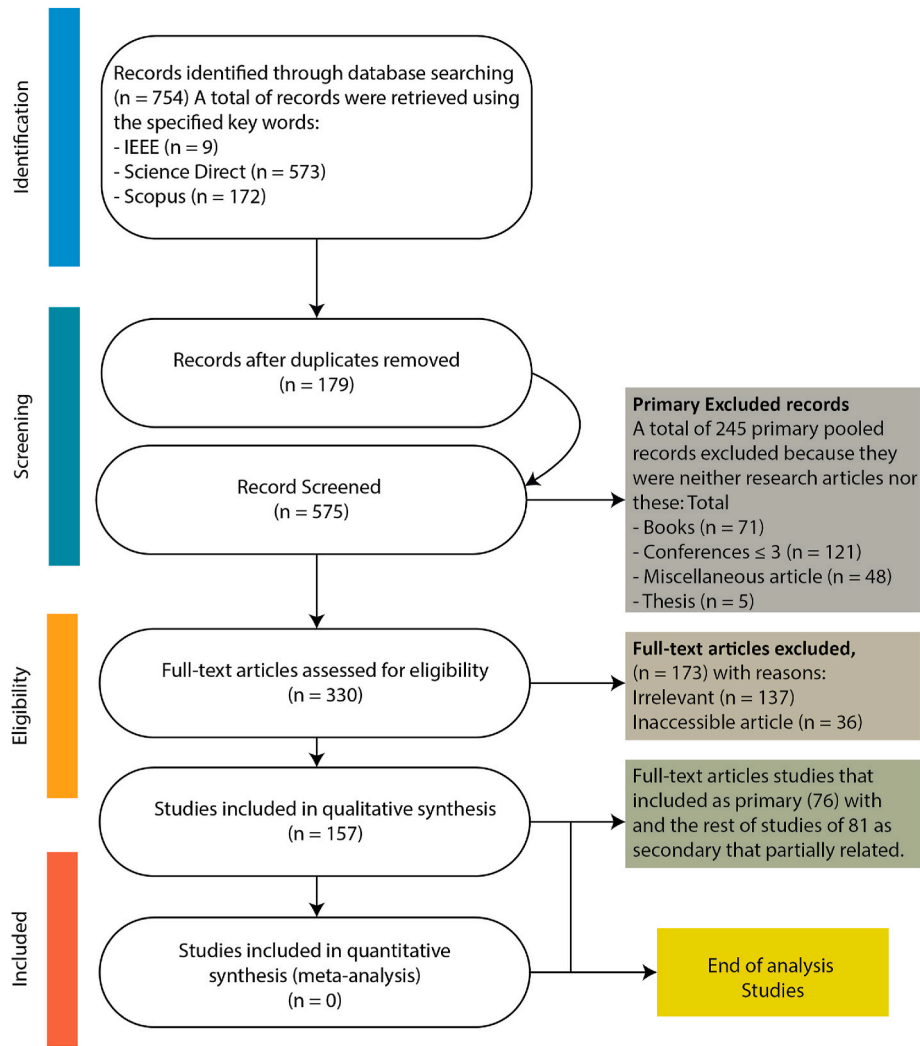 Identification
Records identified through database searching
(n = 754) A total of records were retrieved using
the specified key words:
- IEEE (n = 9)
- Science Direct (n = 573)
- Scopus (n = 172)
Screening
Records after duplicates removed
(n = 179)
Record Screened
(n = 575)
Primary Excluded records
A total of 245 primary pooled
records excluded because they
were neither research articles nor
these: Total
- Books (n = 71)
- Conferences ≤ 3 (n = 121)
- Miscellaneous article (n = 48)
- Thesis (n = 5)
Eligibility
Full-text articles assessed for eligibility
(n = 330)
Full-text articles excluded,
(n = 173) with reasons:
Irrelevant (n = 137)
Inaccessible article (n = 36)
Studies included in qualitative synthesis
(n = 157)
Full-text articles studies that
included as primary (76) with
and the rest of studies of 81 as
secondary that partially related.
Included
Studies included in quantitative
synthesis (meta-analysis)
(n = 0)
End of analysis
Studies